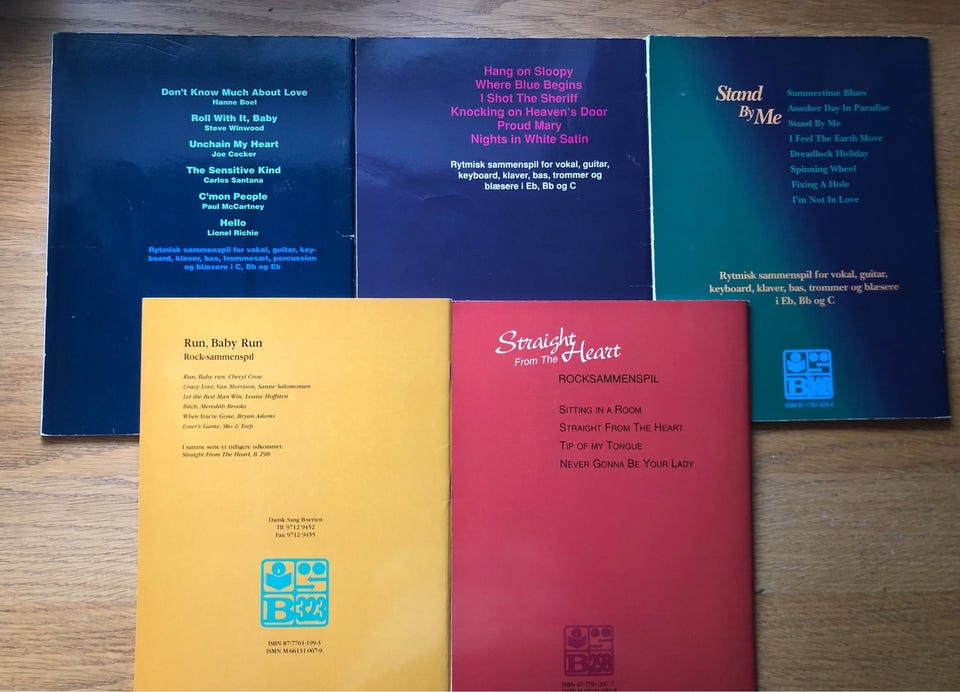 Don't Know Much About Love
Hanne Boel
Roll With It, Baby
Steve Winwood
Unchain My Heart
Joe Cocker
The Sensitive Kind
Carlos Santana
C'mon People
Paul McCartney
Hello
Lionel Richie
Rytmisk sammenspil for vokal, guitar, key-
board, klaver, bas, trommesæt, percussion
og blæsere i C, Bb og Eb
Hang on Sloopy
Where Blue Begins
I Shot The Sheriff
Knocking on Heaven's Door
Proud Mary
Nights in White Satin
Rytmisk sammenspil for vokal, guitar,
keyboard, klaver, bas, trommer og
blæsere i Eb, Bb og C
Stand
By Me
Summertime Blues
Another Day In Paradise
Stand By Me
I Feel The Earth Move
Dreadlock Holiday
Spinning Wheel
Fixing A Hole
I'm Not In Love
Rytmisk sammenspil for vokal, guitar,
keyboard, klaver, bas, trommer og blæsere
i Eb, Bb og C
B
ISBN 87-7761-
Run, Baby Run
Rock-sammenspil
Run, Baby run, Cheryl Crow
Cracy Love, Van Morrison, Sanne Salomonsen
Let the Best Man Win, Louise Hoffsten
Bitch, Meredith Brooks
When You're Gone, Bryan Adams
Loser's Game, Sko & Torp
I samme serie er tidligere udkommet:
Straight From The Heart, B 298
Dansk Sang B-serien
Tlf. 9712 9452
Fax 9712 9455
B 323
ISBN 87-7761-199-3
ISMN M-66131-067-9
Straight
From The Heart
ROCKSAMMENSPIL
SITTING IN A ROOM
STRAIGHT FROM THE HEART
TIP OF MY TONGUE
NEVER GONNA BE YOUR LADY
B 298